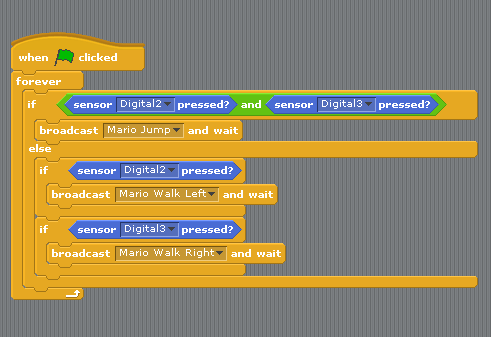 when clicked
forever
if sensor Digital2 pressed? and sensor Digital3 pressed?
broadcast Mario Jump and wait
else
if sensor Digital2 pressed?
broadcast Mario Walk Left and wait
if sensor Digital3 pressed?
broadcast Mario Walk Right and wait